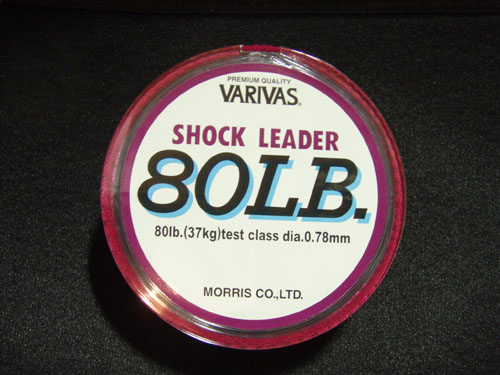 PREMIUM QUALITY
VARIVAS®
SHOCK LEADER
80LB.
80lb.(37kg)test class dia.0.78mm
MORRIS CO.,LTD.